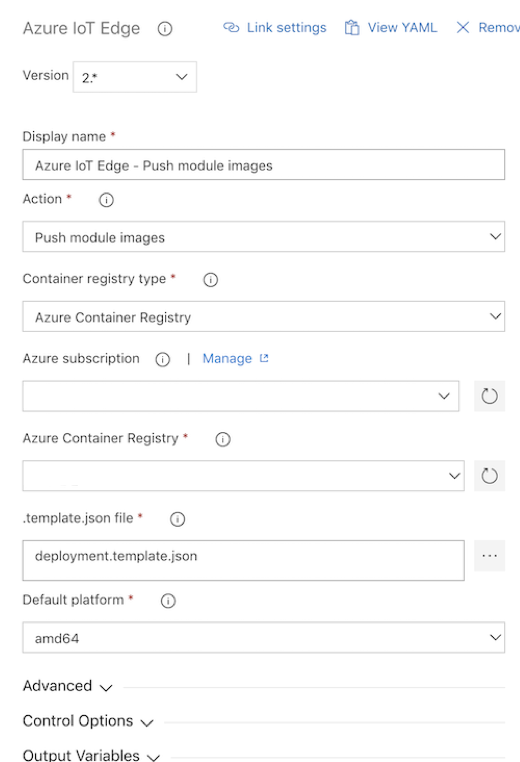 Azure IoT Edge Link settings View YAML Remov
Version 2.*
Display name *
Azure IoT Edge - Push module images
Action *
Push module images
Container registry type *
Azure Container Registry
Azure subscription | Manage
Azure Container Registry *
.template.json file *
deployment.template.json
...
Default platform *
amd64
Advanced
Control Options
Output Variables